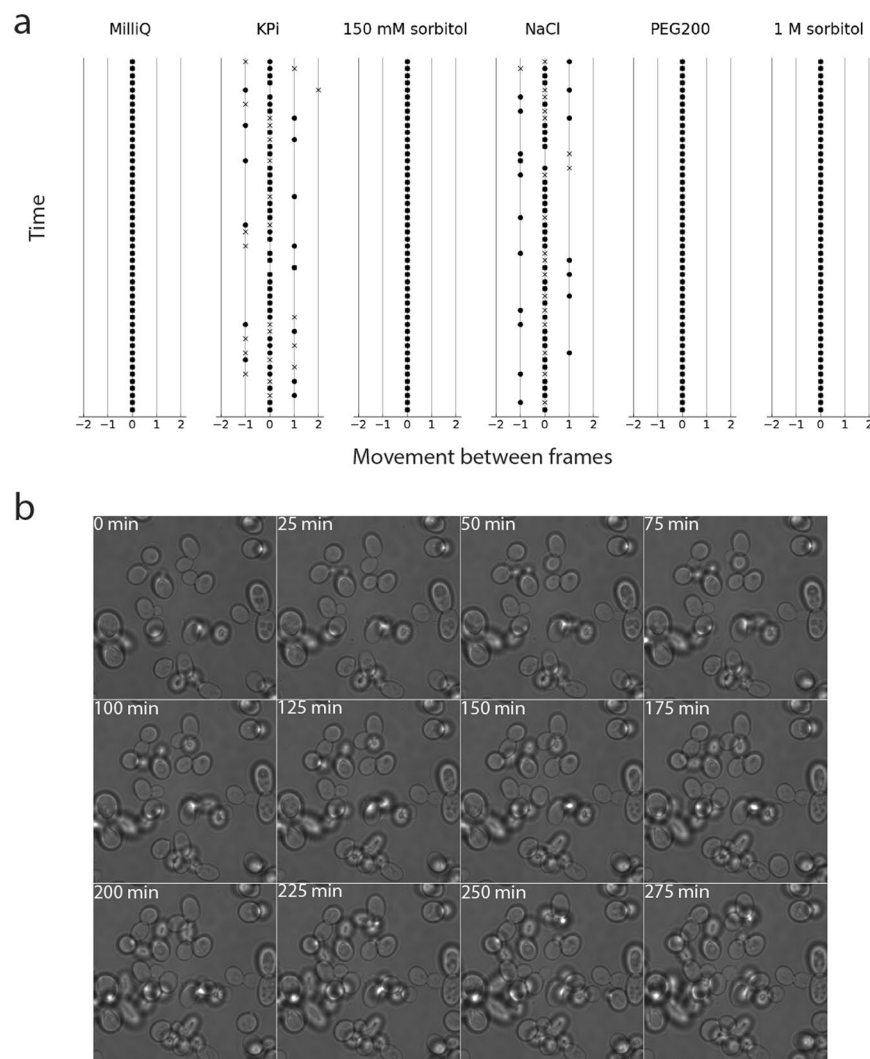 a
MilliQ KPi 150 mM sorbitol NaCl PEG200 1 M sorbitol
Time
−2 −1 0 1 2 −2 −1 0 1 2 −2 −1 0 1 2 −2 −1 0 1 2 −2 −1 0 1 2 −2 −1 0 1 2
Movement between frames
b
0 min 25 min 50 min 75 min
100 min 125 min 150 min 175 min
200 min 225 min 250 min 275 min